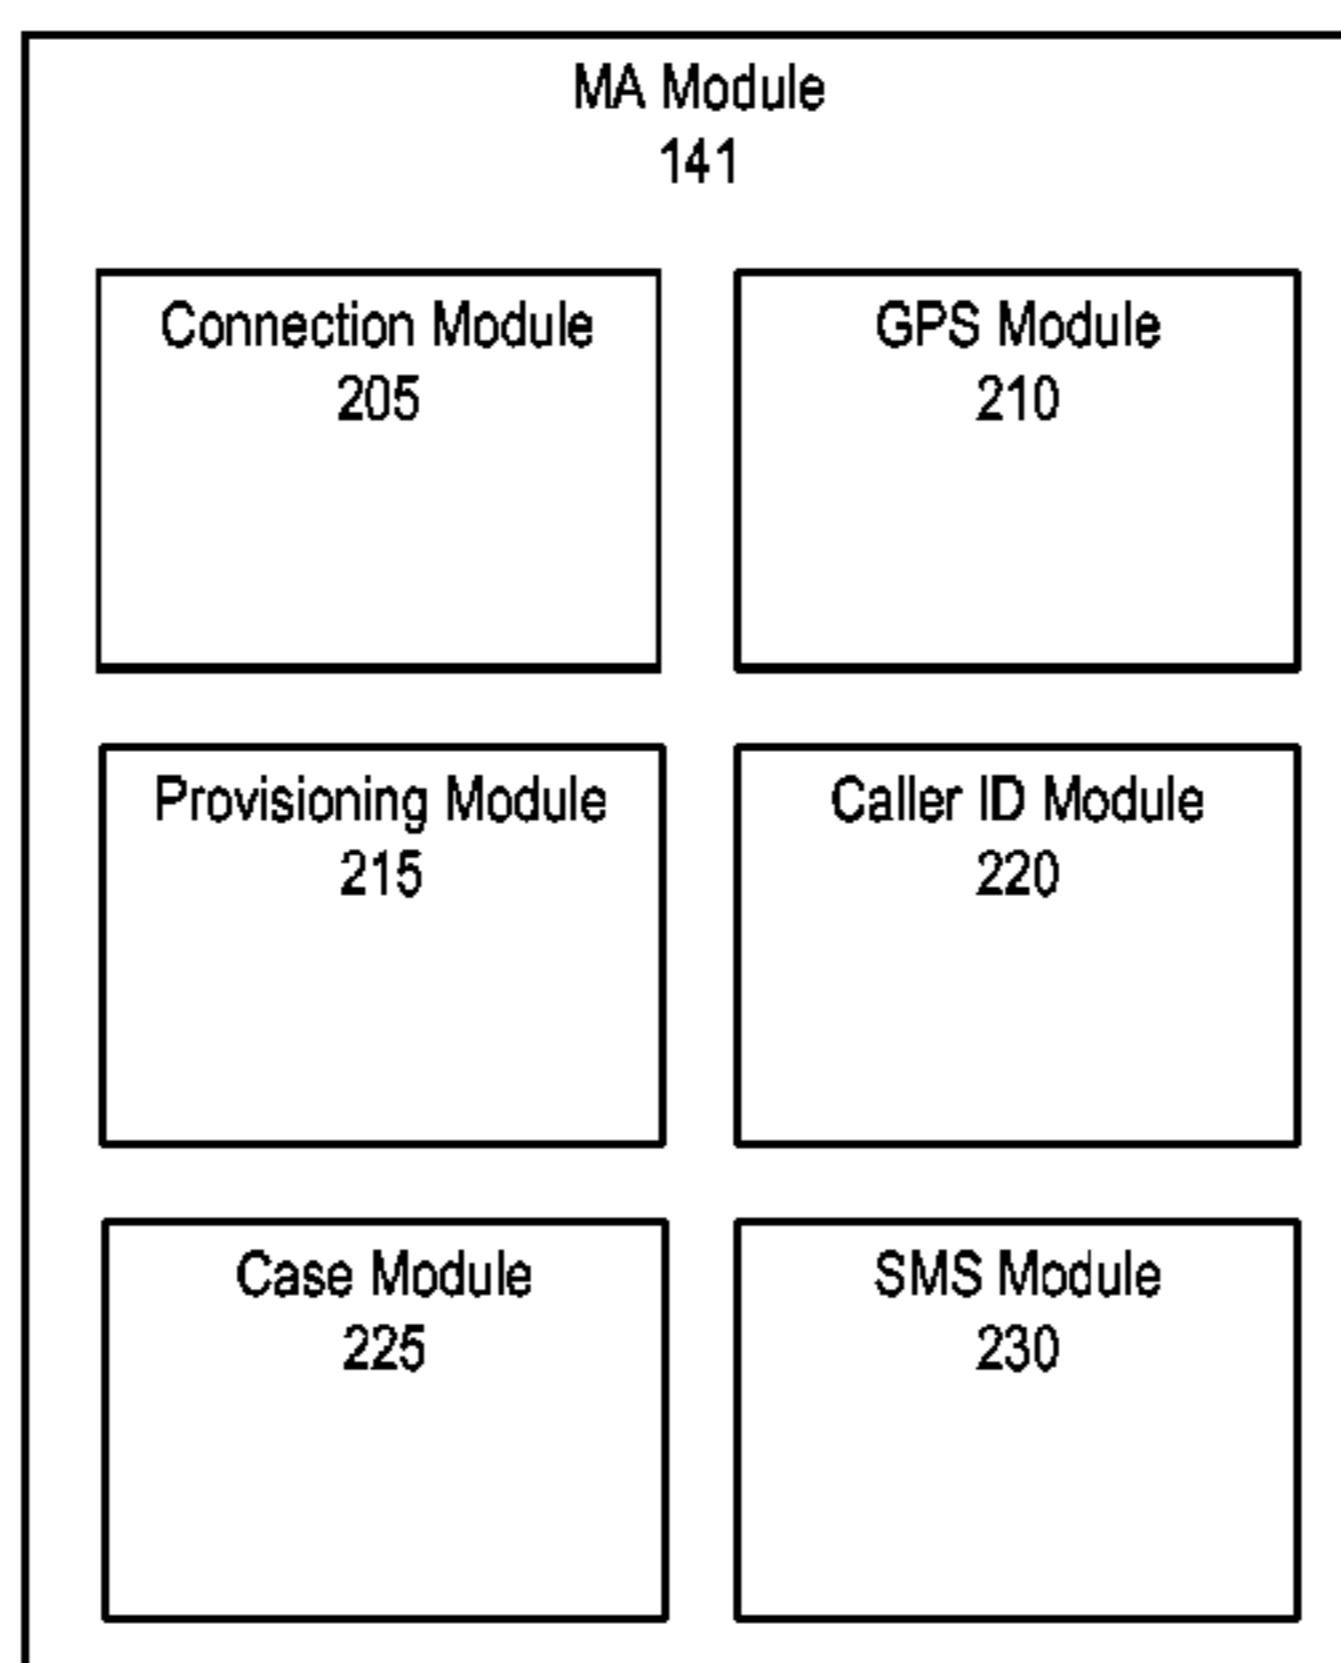 MA Module
141
Connection Module
205
GPS Module
210
Provisioning Module
215
Caller ID Module
220
Case Module
225
SMS Module
230